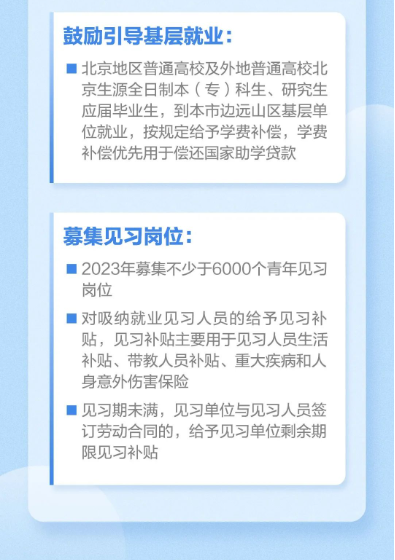 鼓励引导基层就业：
北京地区普通高校及外地普通高校北
京生源全日制本（专）科生、研究生
应届毕业生，到本市边远山区基层单
位就业，按规定给予学费补偿，学费
补偿优先用于偿还国家助学贷款
募集见习岗位：
2023年募集不少于6000个青年见习
岗位
对吸纳就业见习人员的给予见习补
贴，见习补贴主要用于见习人员生活
补贴、带教人员补贴、重大疾病和人
身意外伤害保险
见习期未满，见习单位与见习人员签
订劳动合同的，给予见习单位剩余期
限见习补贴